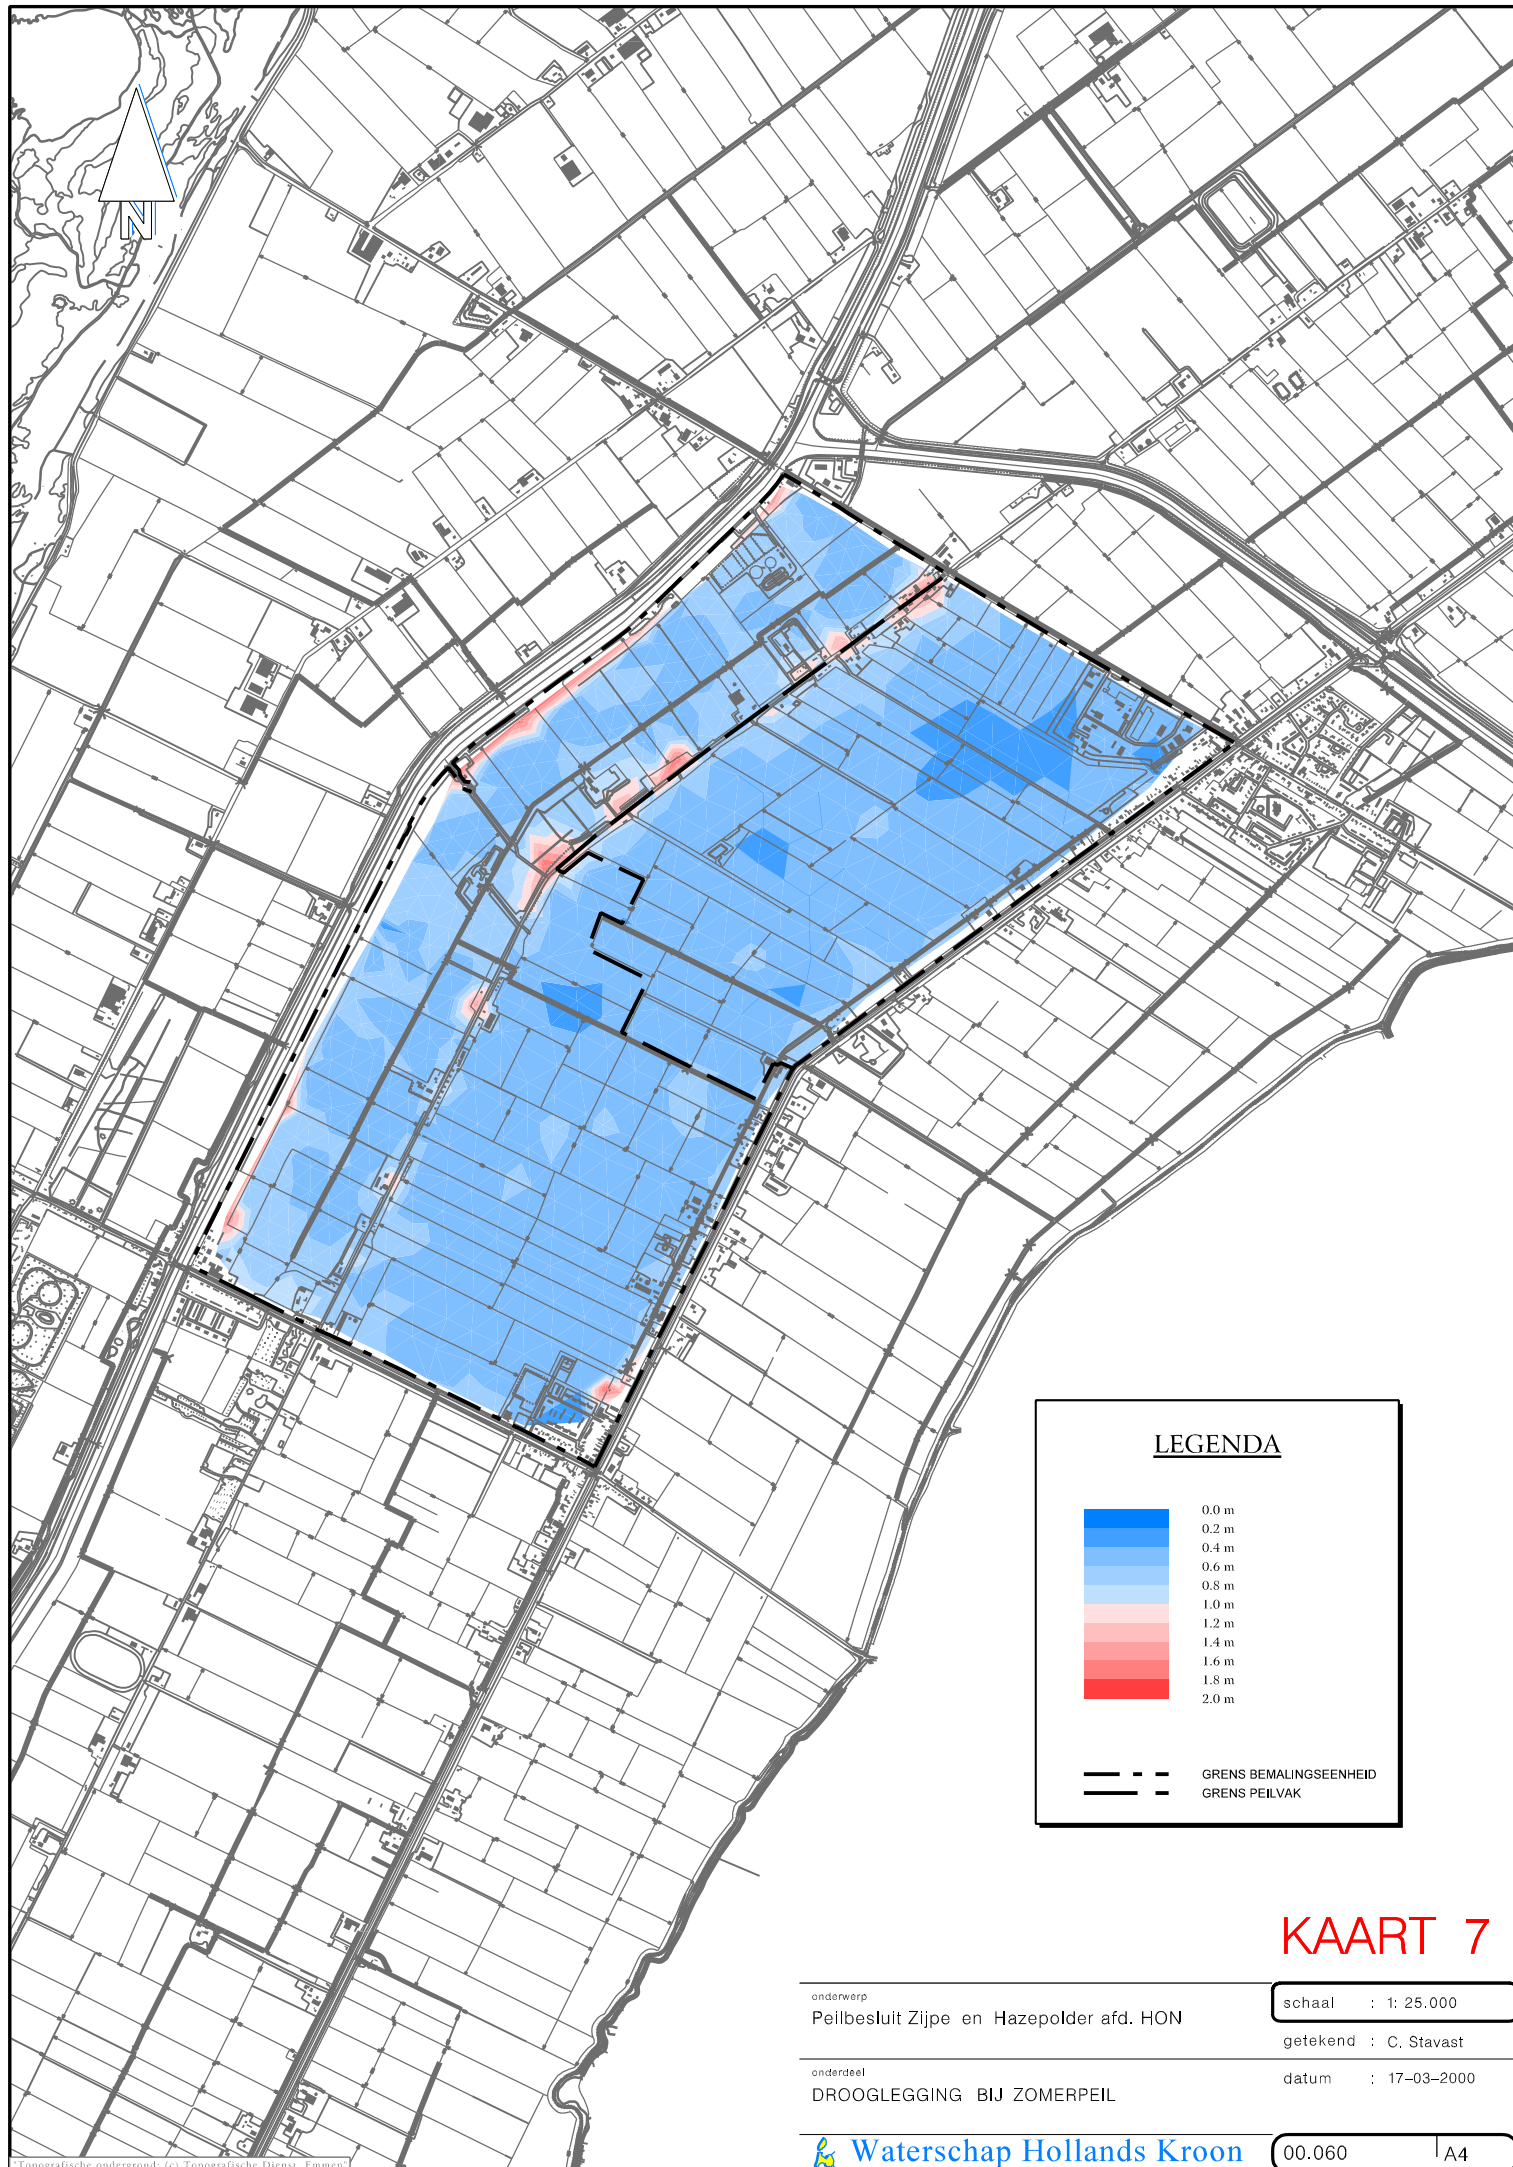 N
LEGENDA
0.0 m
0.2 m
0.4 m
0.6 m
0.8 m
1.0 m
1.2 m
1.4 m
1.6 m
1.8 m
2.0 m
GRENS BEMALINGSEENHEID
GRENS PEILVAK
KAART 7
onderwerp
Peilbesluit Zijpe en Hazepolder afd. HON
schaal : 1: 25.000
getekend : C. Stavast
onderdeel
DROOGLEGGING BIJ ZOMERPEIL
datum : 17-03-2000
Waterschap Hollands Kroon
00.060 A4
"Topografische ondergrond: (c) Topografische Dienst, Emmen"